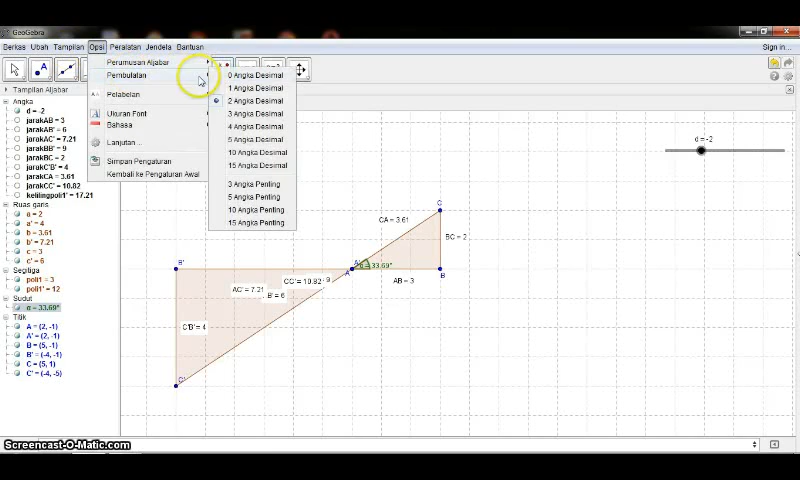 GeoGebra
Berkas Ubah Tampilan Opsi Peralatan Jendela Bantuan
Sign in...
Perumusan Aljabar
Pembulatan
Pelabelan
Ukuran Font
Bahasa
Lanjutan ...
Simpan Pengaturan
Kembali ke Pengaturan Awal
0 Angka Desimal
1 Angka Desimal
2 Angka Desimal
3 Angka Desimal
4 Angka Desimal
5 Angka Desimal
10 Angka Desimal
15 Angka Desimal
3 Angka Penting
5 Angka Penting
10 Angka Penting
15 Angka Penting
Tampilan Aljabar
Angka
d = -2
jarakAB = 3
jarakAB' = 6
jarakAC' = 7.21
jarakBB' = 9
jarakBC = 2
jarakC'B' = 4
jarakCA = 3.61
jarakCC' = 10.82
kelilingpoli1' = 17.21
Ruas garis
a = 2
a' = 4
b = 3.61
b' = 7.21
c = 3
c' = 6
Segitiga
poli1 = 3
poli1' = 12
Sudut
α = 33.69°
Titik
A = (2, -1)
A' = (2, -1)
B = (5, -1)
B' = (-4, -1)
C = (5, 1)
C' = (-4, -5)
d = -2
C
CA = 3.61
BC = 2
B'
A'
α = 33.69°
A
B
CC' = 10.82
9
AB = 3
AC' = 7.21
B' = 6
C'B' = 4
C'
Screencast-O-Matic.com